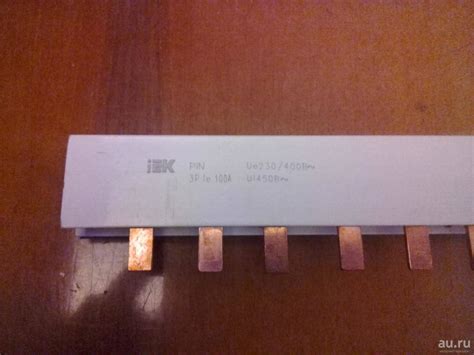 IEK PIN Ue230/400В~
3P Ie 100A Ui450В~
au.ru